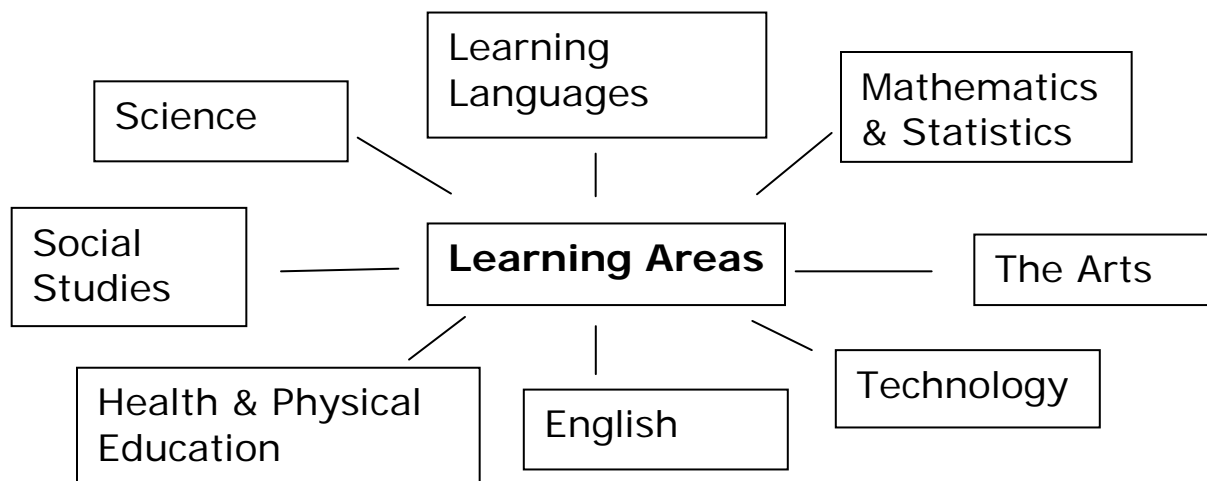 Learning
Languages
Mathematics
& Statistics
Science
Social
Studies
Learning Areas
The Arts
Technology
Health & Physical
Education
English